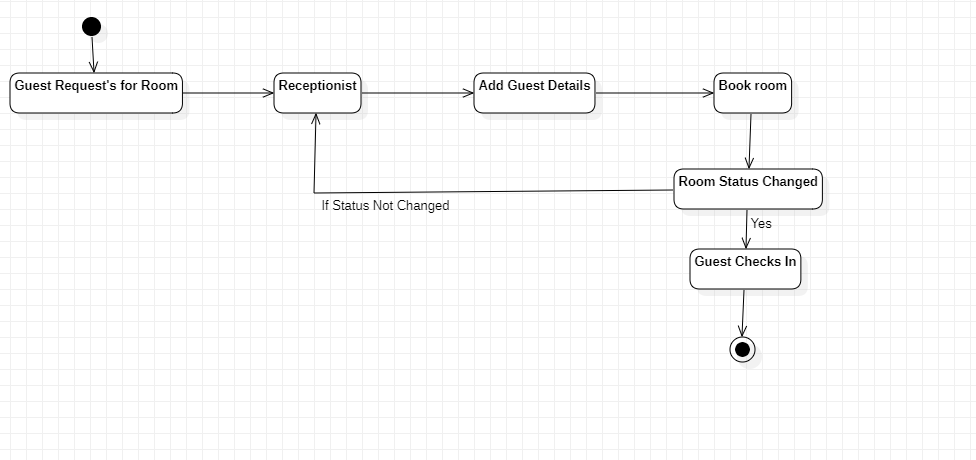 Guest Request's for Room
Receptionist
Add Guest Details
Book room
Room Status Changed
If Status Not Changed
Yes
Guest Checks In